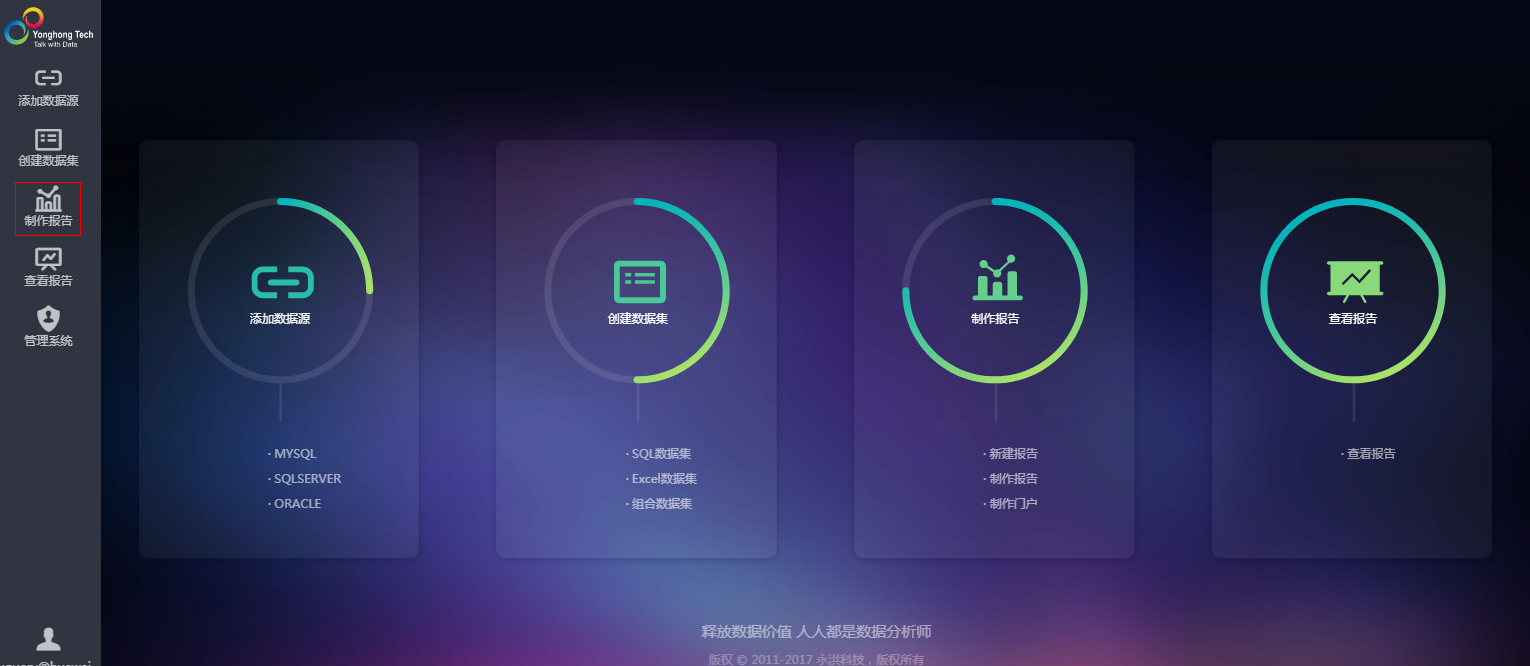 Yonghong Tech
Talk with Data
添加数据源
创建数据集
制作报告
查看报告
管理系统
添加数据源
· MYSQL
· SQLSERVER
· ORACLE
创建数据集
· SQL数据集
· Excel数据集
· 组合数据集
制作报告
· 新建报告
· 制作报告
· 制作门户
查看报告
· 查看报告
释放数据价值 人人都是数据分析师
版权 © 2011-2017 永洪科技，版权所有